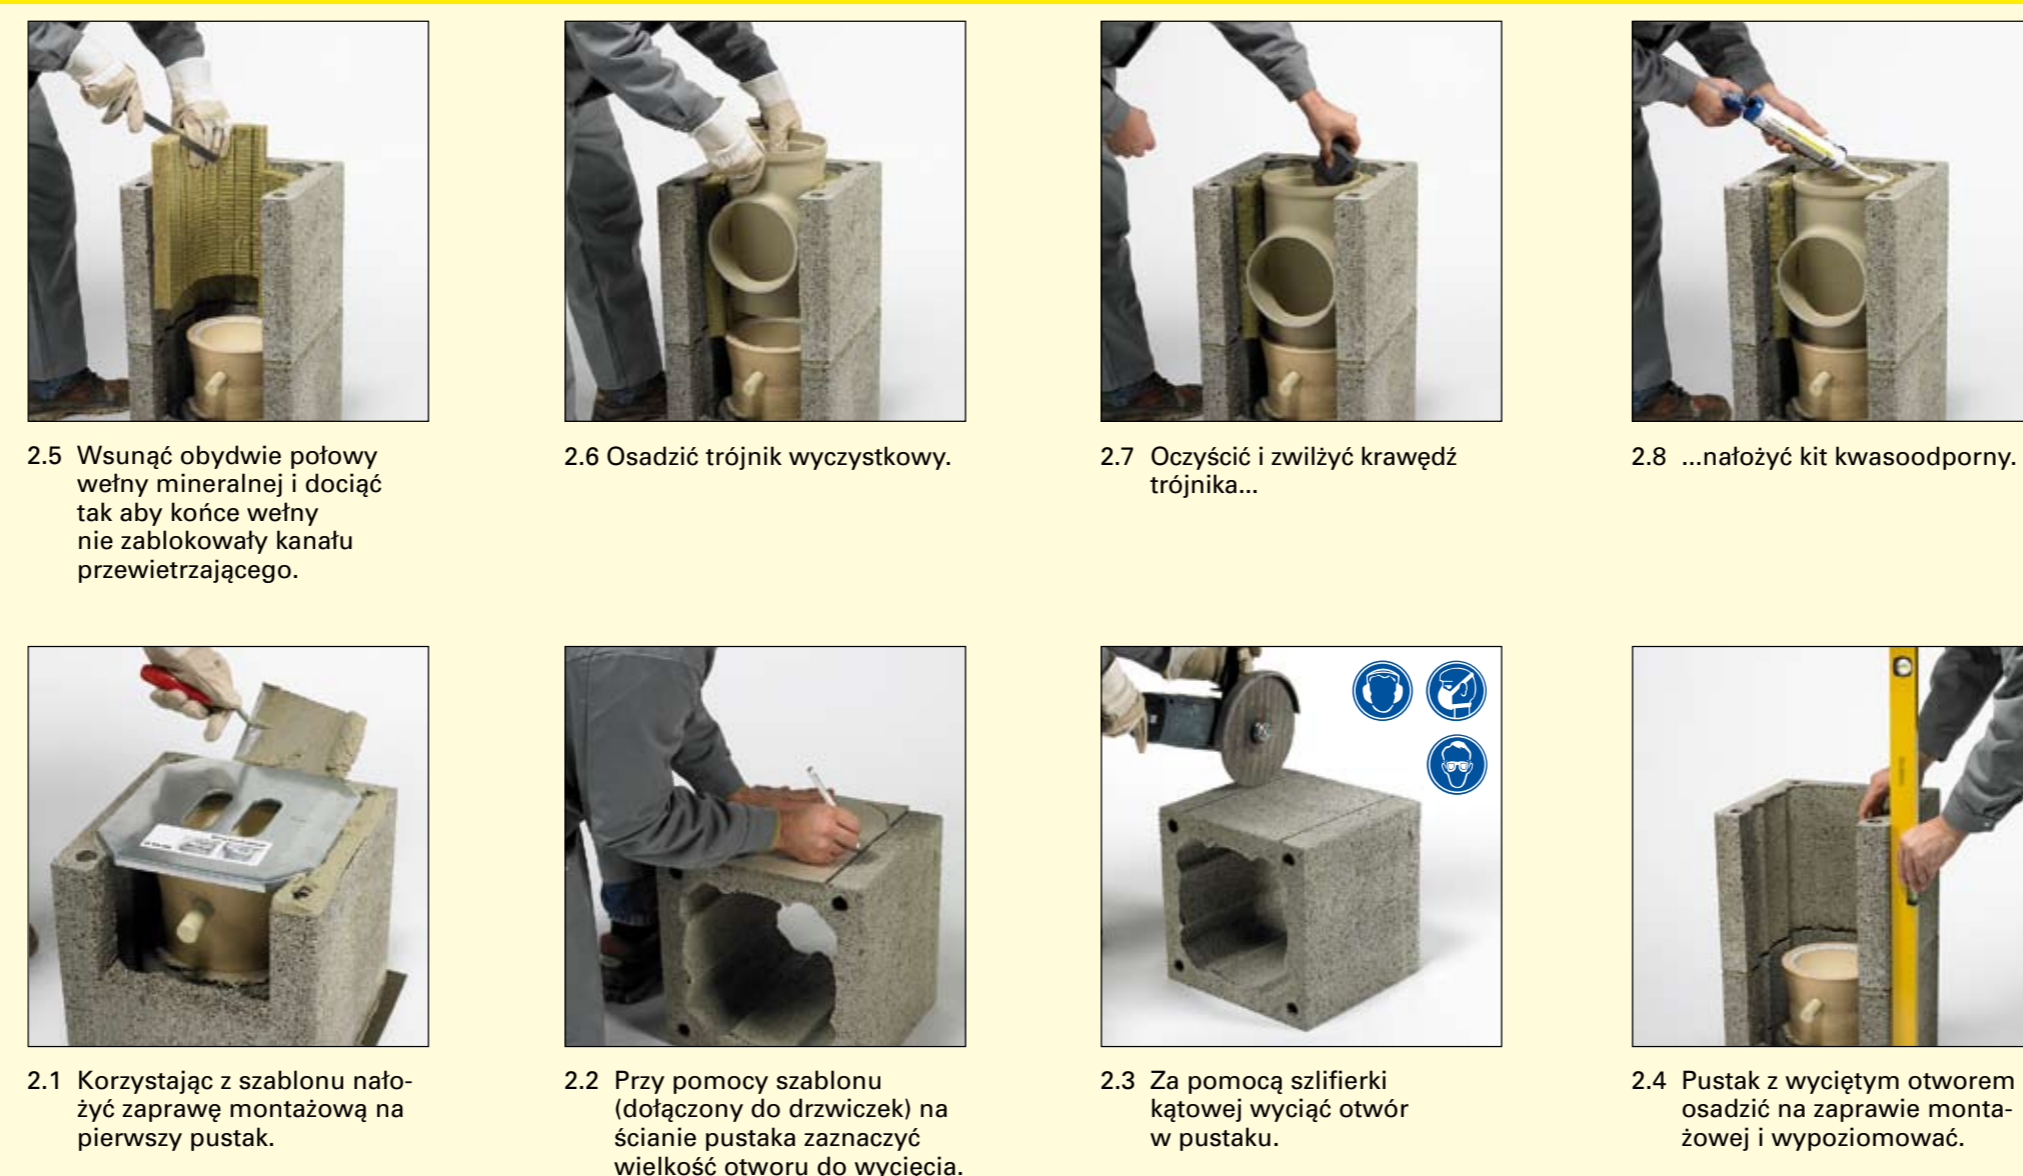 2.5 Wsunąć obydwie połowy
wełny mineralnej i dociąć
tak aby końce wełny
nie zablokowały kanału
przewietrzającego.
2.6 Osadzić trójnik wyczystkowy.
2.7 Oczyścić i zwilżyć krawędź
trójnika...
2.8 ...nałożyć kit kwasoodporny.
2.1 Korzystając z szablonu nało-
żyć zaprawę montażową na
pierwszy pustak.
2.2 Przy pomocy szablonu
(dołączony do drzwiczek) na
ścianie pustaka zaznaczyć
wielkość otworu do wycięcia.
2.3 Za pomocą szlifierki
kątowej wyciąć otwór
w pustaku.
2.4 Pustak z wyciętym otworem
osadzić na zaprawie monta-
żowej i wypoziomować.